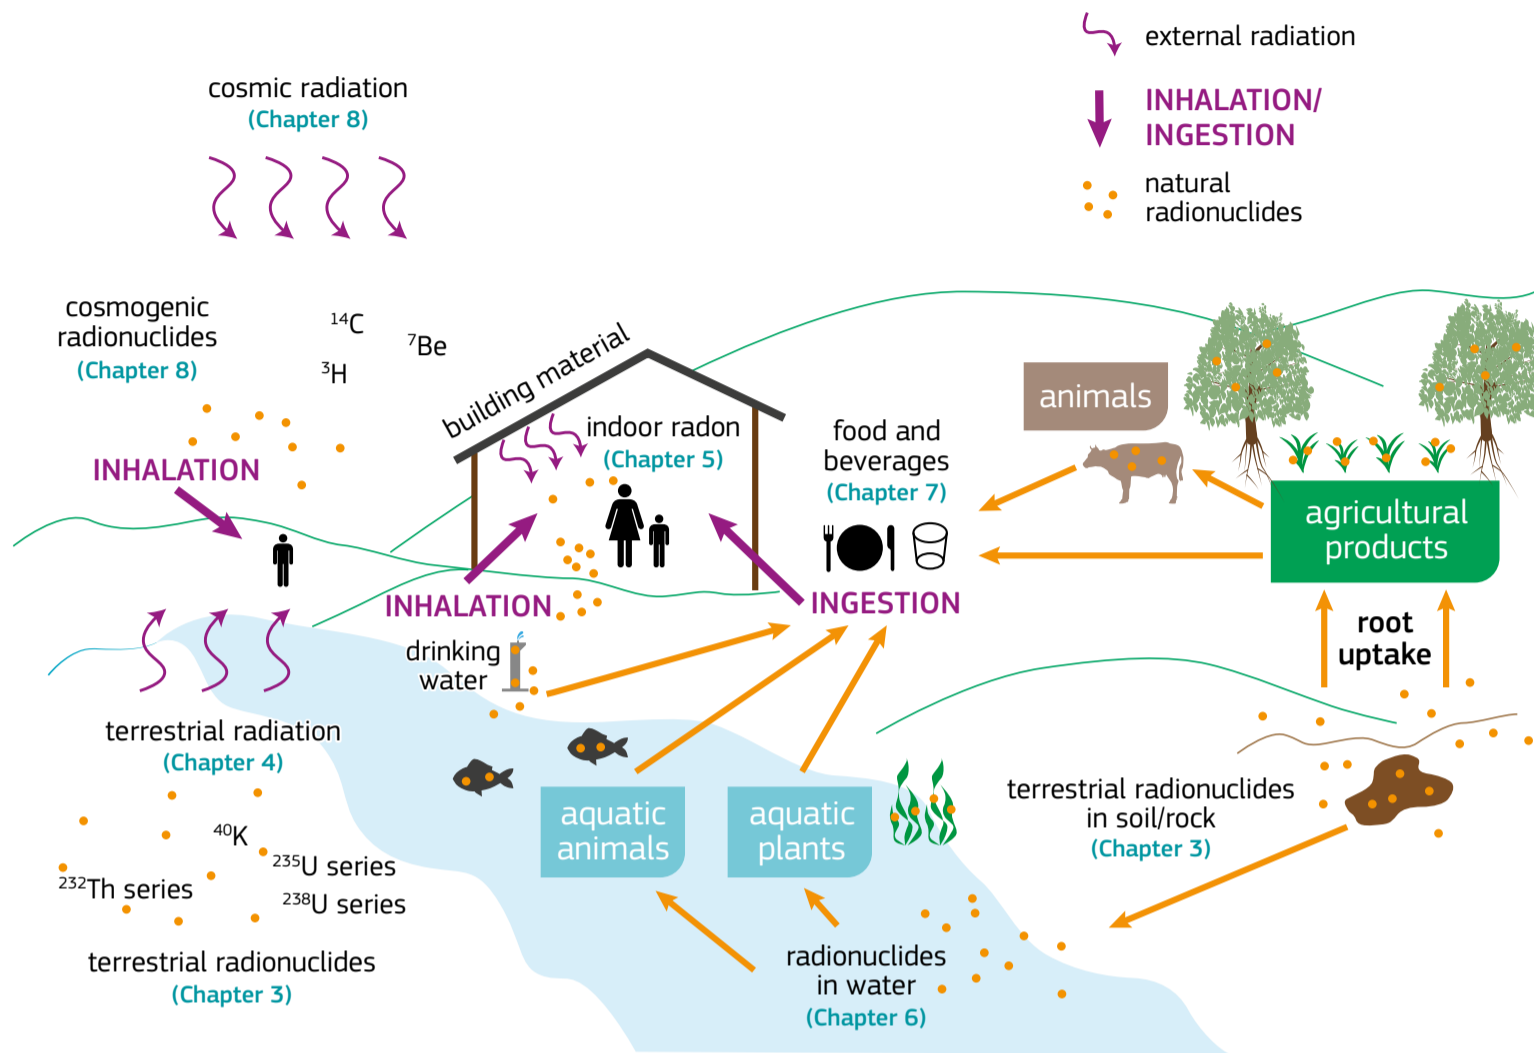 external radiation
INHALATION/
INGESTION
natural
radionuclides
cosmic radiation
(Chapter 8)
cosmogenic
radionuclides
(Chapter 8)
¹⁴C
⁷Be
³H
INHALATION
building material
indoor radon
(Chapter 5)
food and
beverages
(Chapter 7)
animals
agricultural
products
INHALATION
INGESTION
root
uptake
drinking
water
terrestrial radiation
(Chapter 4)
⁴⁰K
²³⁵U series
²³²Th series
²³⁸U series
terrestrial radionuclides
(Chapter 3)
aquatic
animals
aquatic
plants
terrestrial radionuclides
in soil/rock
(Chapter 3)
radionuclides
in water
(Chapter 6)